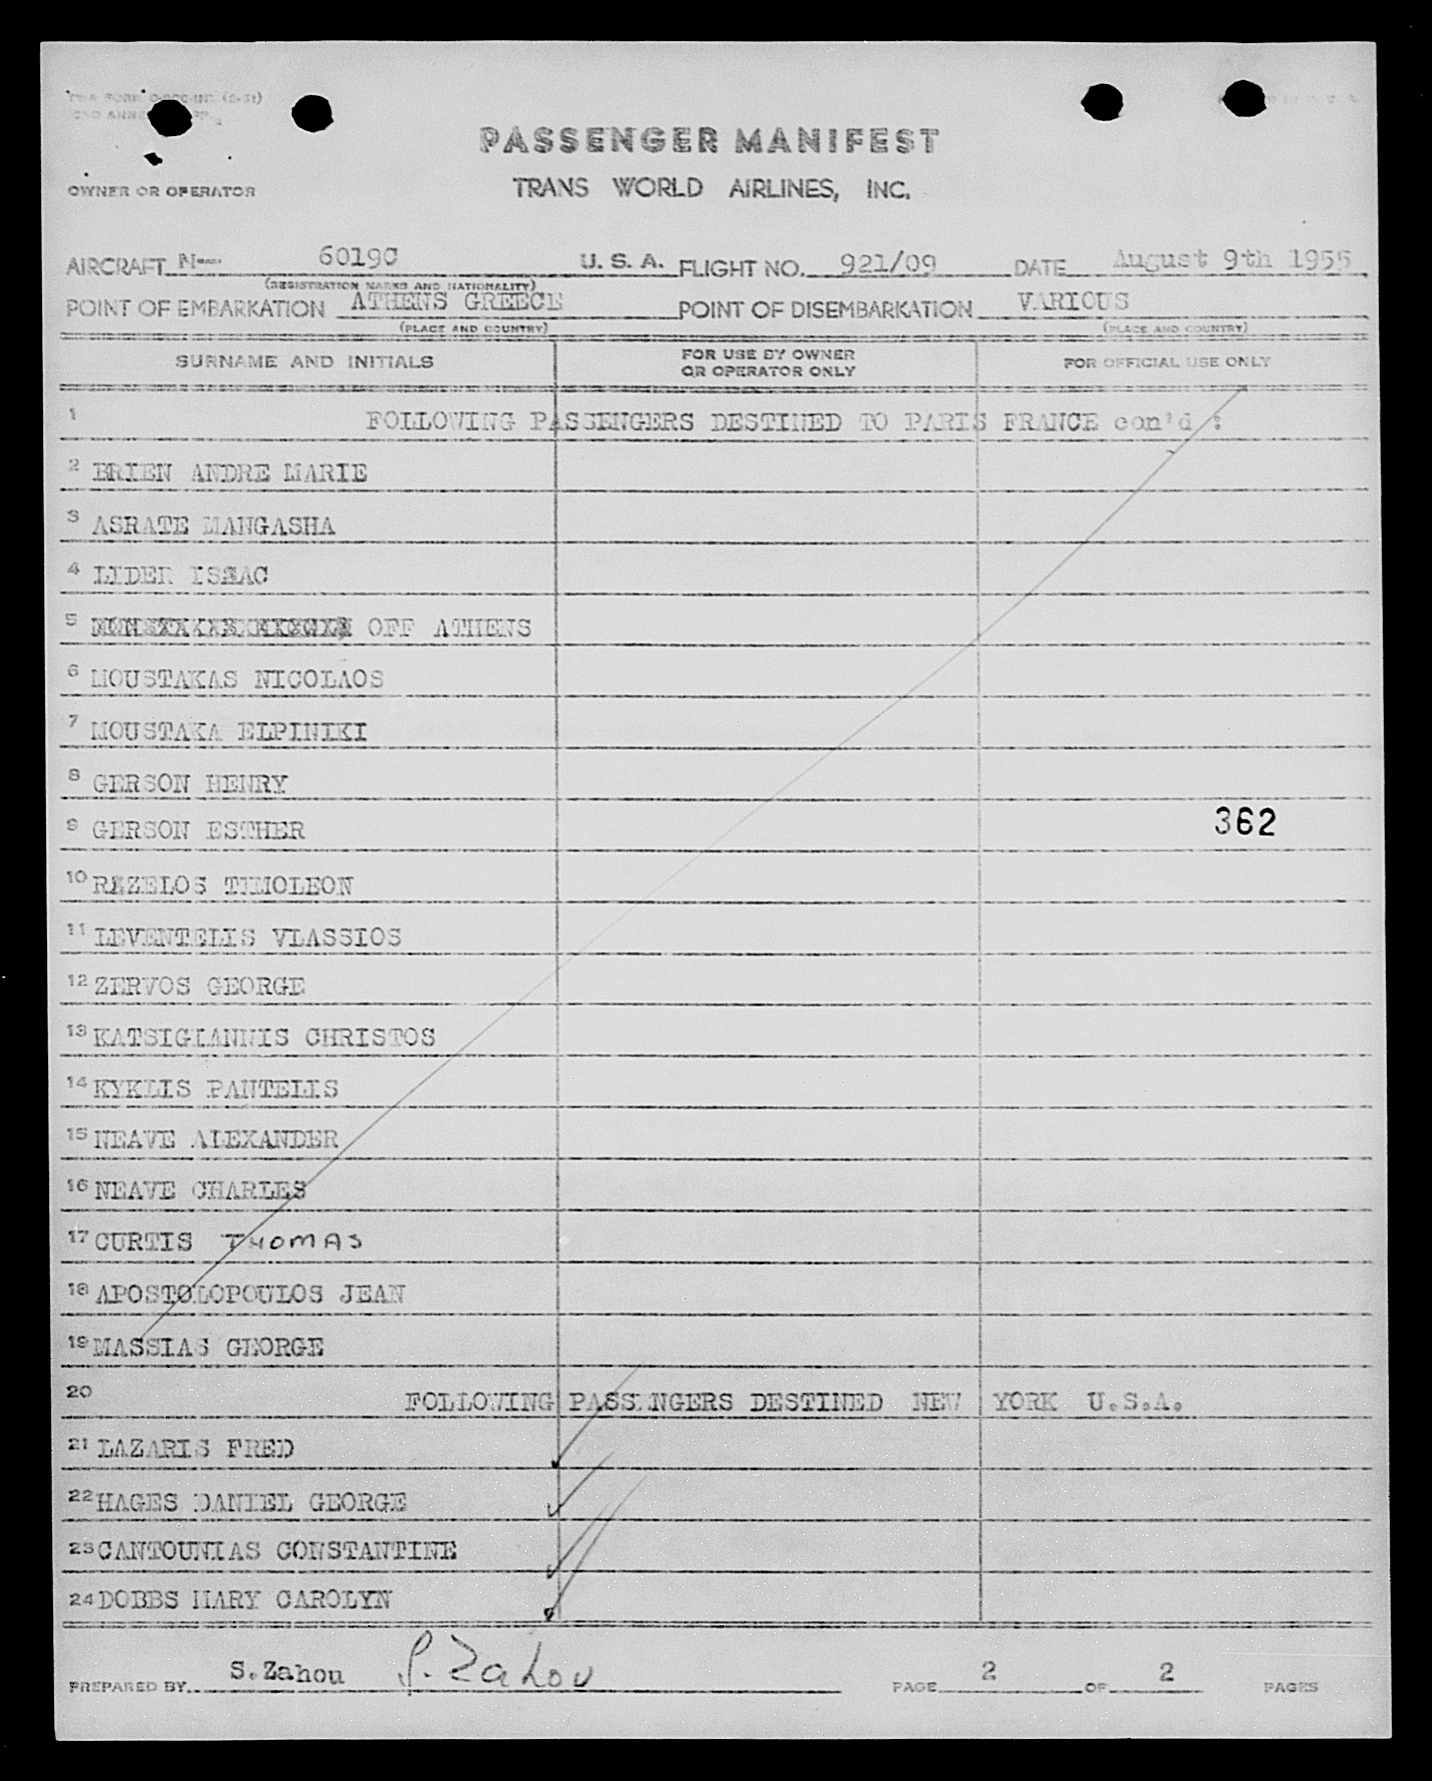 PASSENGER MANIFEST
OWNER OR OPERATOR TRANS WORLD AIRLINES, INC.
AIRCRAFT N--- 6019C U. S. A. FLIGHT NO. 921/09 DATE August 9th 1955
(REGISTRATION MARKS AND NATIONALITY)
POINT OF EMBARKATION ATHENS GREECE POINT OF DISEMBARKATION VARIOUS
(PLACE AND COUNTRY) (PLACE AND COUNTRY)
SURNAME AND INITIALS FOR USE BY OWNER OR OPERATOR ONLY FOR OFFICIAL USE ONLY
1 FOLLOWING PASSENGERS DESTINED TO PARIS FRANCE con'd :
2 BRIEN ANDRE MARIE
3 ASRATE MANGASHA
4 LIDER ISAAC
5 OFF ATHENS
6 MOUSTAKAS NICOLAOS
7 MOUSTAKA ELPINIKI
8 GERSON HENRY
9 GERSON ESTHER 362
10 RAZELOS TIMOLEON
11 LEVENTELIS VLASSIOS
12 ZERVOS GEORGE
13 KATSIGIANNIS CHRISTOS
14 KYKLIS PANTELIS
15 NEAVE ALEXANDER
16 NEAVE CHARLES
17 CURTIS THOMAS
18 APOSTOLOPOULOS JEAN
19 MASSIAS GEORGE
20 FOLLOWING PASSENGERS DESTINED NEW YORK U.S.A.
21 LAZARIS FRED
22 HAGES DANIEL GEORGE
23 CANTOUNIAS CONSTANTINE
24 DOBBS MARY CAROLYN
PREPARED BY S.Zahou S. Zahou PAGE 2 OF 2 PAGES